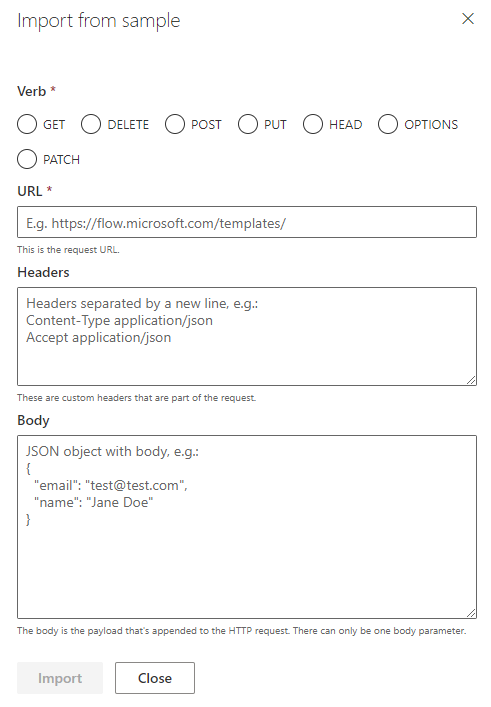 Import from sample
Verb *
GET DELETE POST PUT HEAD OPTIONS
PATCH
URL *
E.g. https://flow.microsoft.com/templates/
This is the request URL.
Headers
Headers separated by a new line, e.g.:
Content-Type application/json
Accept application/json
These are custom headers that are part of the request.
Body
JSON object with body, e.g.:
{
"email": "test@test.com",
"name": "Jane Doe"
}
The body is the payload that's appended to the HTTP request. There can only be one body parameter.
Import Close